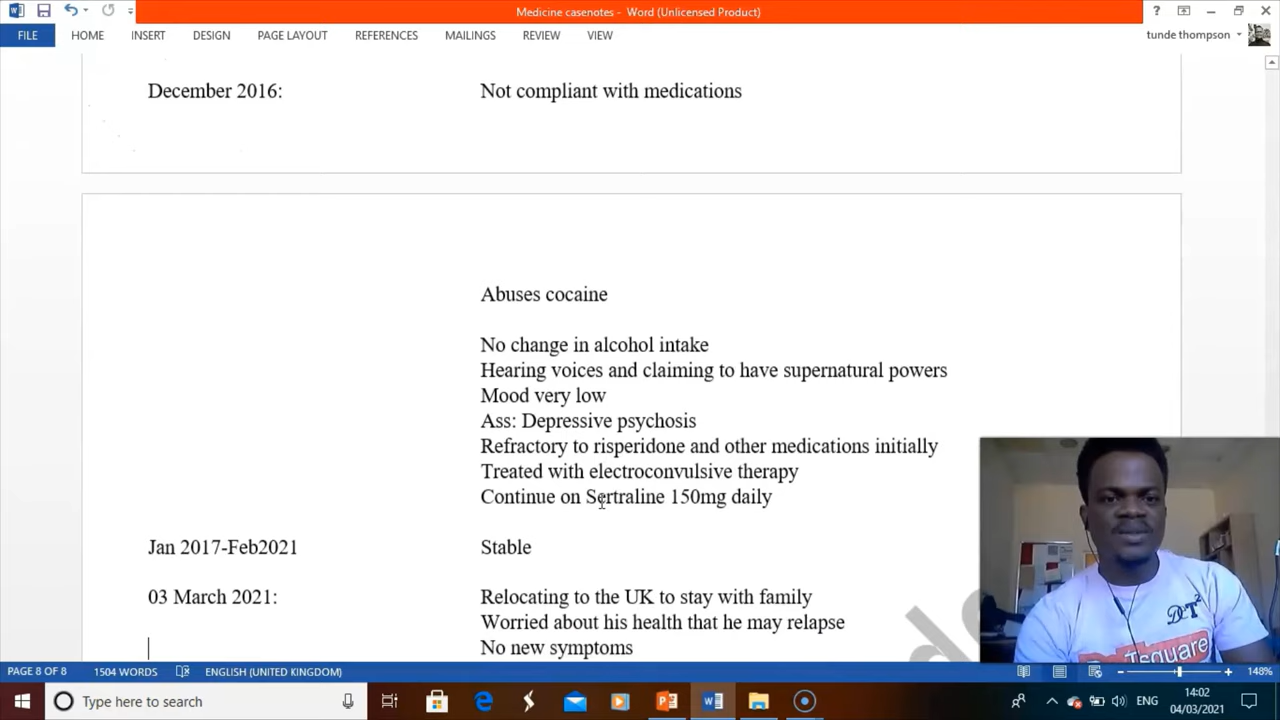 Medicine casenotes - Word (Unlicensed Product)
FILE HOME INSERT DESIGN PAGE LAYOUT REFERENCES MAILINGS REVIEW VIEW tunde thompson
December 2016: Not compliant with medications
Abuses cocaine
No change in alcohol intake
Hearing voices and claiming to have supernatural powers
Mood very low
Ass: Depressive psychosis
Refractory to risperidone and other medications initially
Treated with electroconvulsive therapy
Continue on Sertraline 150mg daily
Jan 2017-Feb2021 Stable
03 March 2021: Relocating to the UK to stay with family
Worried about his health that he may relapse
No new symptoms
PAGE 8 OF 8 1504 WORDS ENGLISH (UNITED KINGDOM) 148%
Type here to search ENG 14:02
04/03/2021